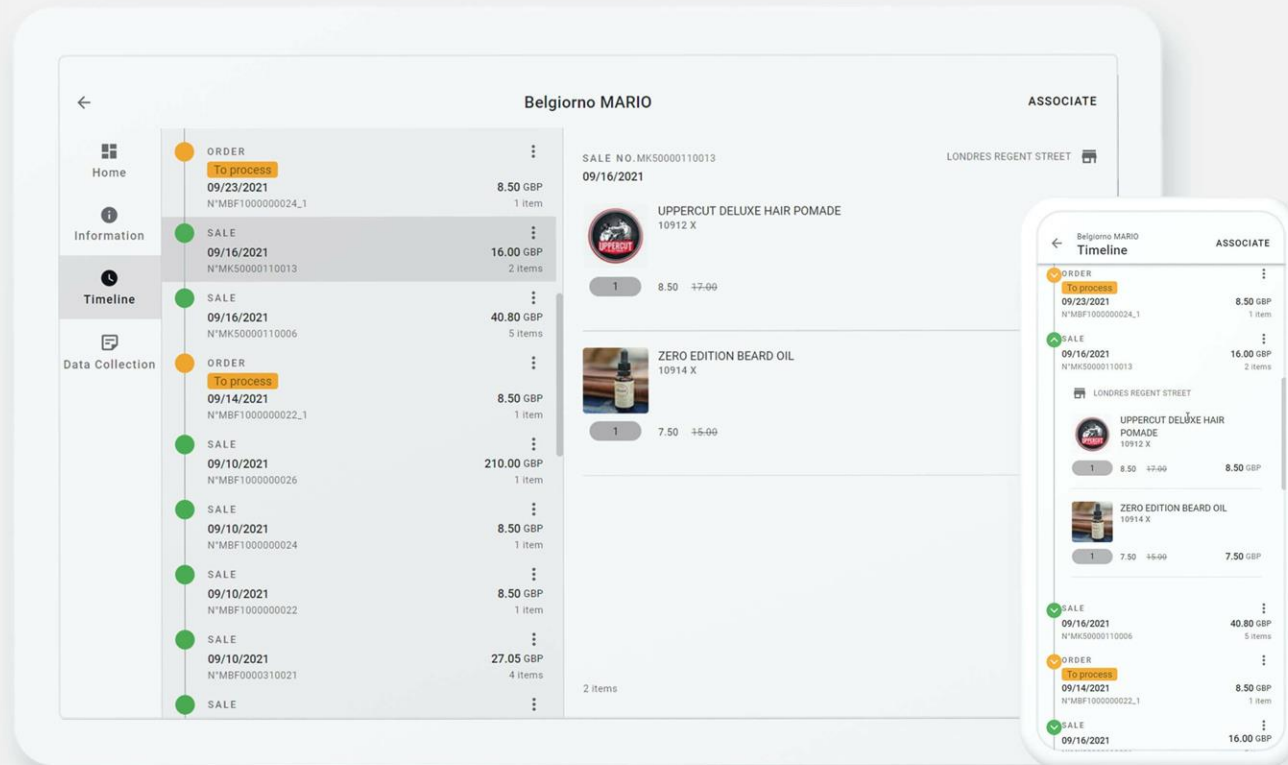 Belgiorno MARIO
ASSOCIATE
Home
Information
Timeline
Data Collection
ORDER
To process
09/23/2021
8.50 GBP
N°MBF1000000024_1
1 item
SALE
09/16/2021
16.00 GBP
N°MK50000110013
2 items
SALE
09/16/2021
40.80 GBP
N°MK50000110006
5 items
ORDER
To process
09/14/2021
8.50 GBP
N°MBF1000000022_1
1 item
SALE
09/10/2021
210.00 GBP
N°MBF1000000026
1 item
SALE
09/10/2021
8.50 GBP
N°MBF1000000024
1 item
SALE
09/10/2021
8.50 GBP
N°MBF1000000022
1 item
SALE
09/10/2021
27.05 GBP
N°MBF0000310021
4 items
SALE
SALE NO.MK50000110013
LONDRES REGENT STREET
09/16/2021
UPPERCUT DELUXE HAIR POMADE
10912 X
UPPERCUT
1 8.50 17.00
ZERO EDITION BEARD OIL
10914 X
1 7.50 15.00
2 items
Belgiorno MARIO
Timeline
ASSOCIATE
ORDER
To process
09/23/2021
8.50 GBP
N°MBF1000000024_1
1 item
SALE
09/16/2021
16.00 GBP
N°MK50000110013
2 items
LONDRES REGENT STREET
UPPERCUT DELUXE HAIR
POMADE
10912 X
UPPERCUT
1 8.50 17.00 8.50 GBP
ZERO EDITION BEARD OIL
10914 X
1 7.50 15.00 7.50 GBP
SALE
09/16/2021
40.80 GBP
N°MK50000110006
5 items
ORDER
To process
09/14/2021
8.50 GBP
N°MBF1000000022_1
1 item
SALE
09/16/2021
16.00 GBP